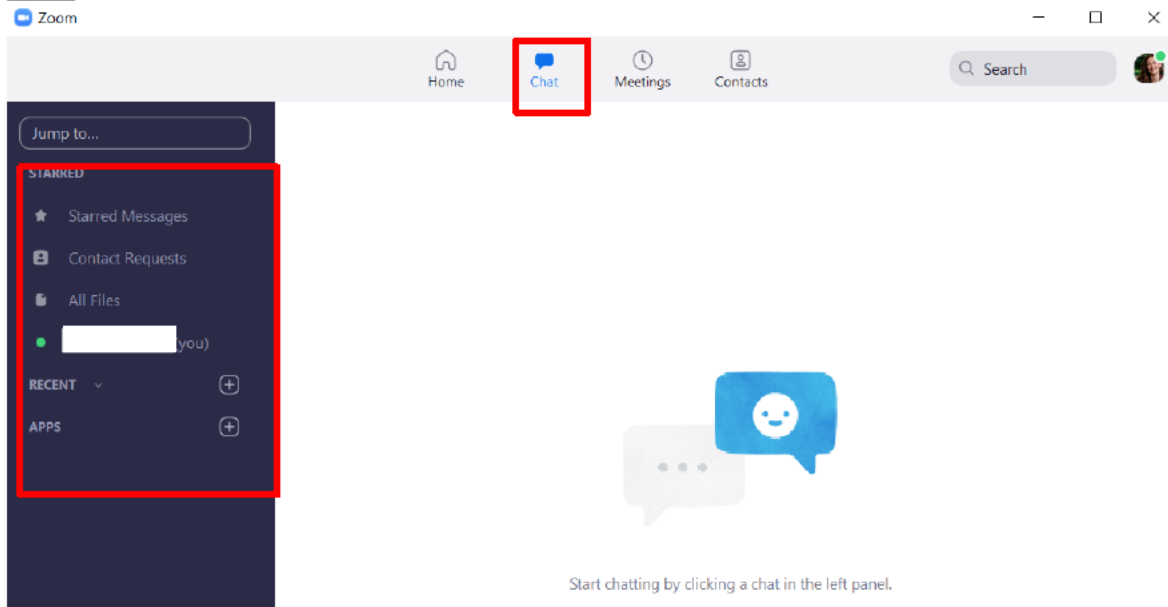 Zoom
Home
Chat
Meetings
Contacts
Search
Jump to...
STARRED
Starred Messages
Contact Requests
All Files
you)
RECENT
APPS
Start chatting by clicking a chat in the left panel.